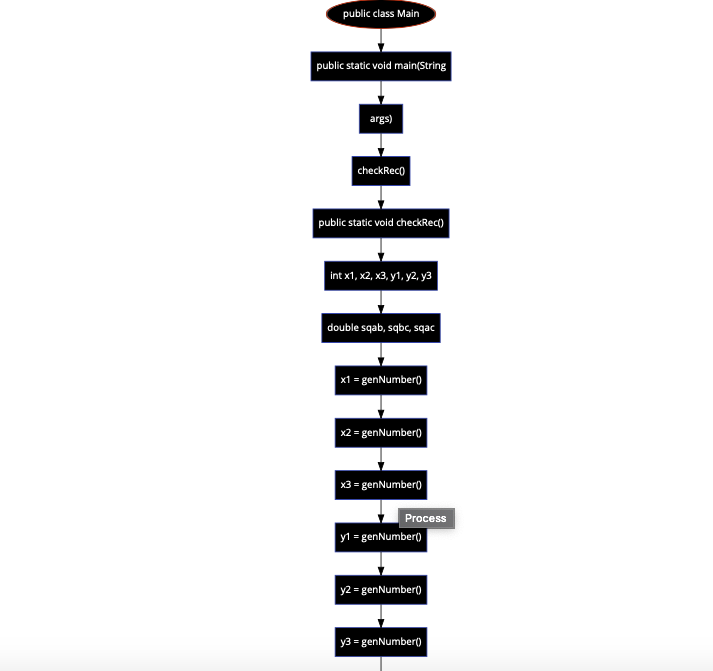 public class Main
public static void main(String
args)
checkRec()
public static void checkRec()
int x1, x2, x3, y1, y2, y3
double sqab, sqbc, sqac
x1 = genNumber()
x2 = genNumber()
x3 = genNumber()
Process
y1 = genNumber()
y2 = genNumber()
y3 = genNumber()